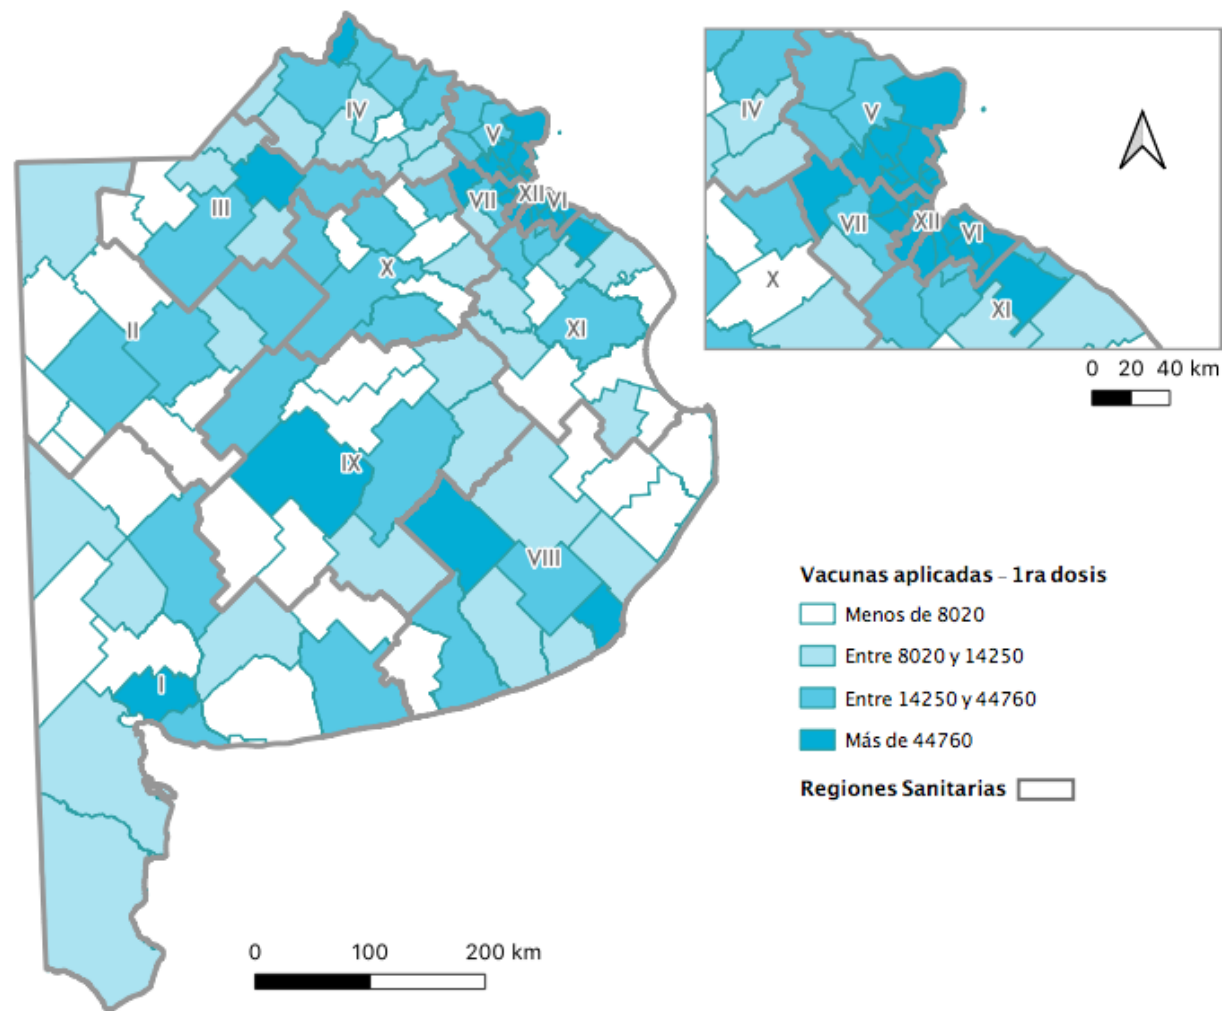 IV
V
III
VII
XII
VI
X
II
XI
IX
VIII
I
0
100
200 km
IV
V
VII
XII
VI
X
XI
0
20
40 km
Vacunas aplicadas – 1ra dosis
Menos de 8020
Entre 8020 y 14250
Entre 14250 y 44760
Más de 44760
Regiones Sanitarias